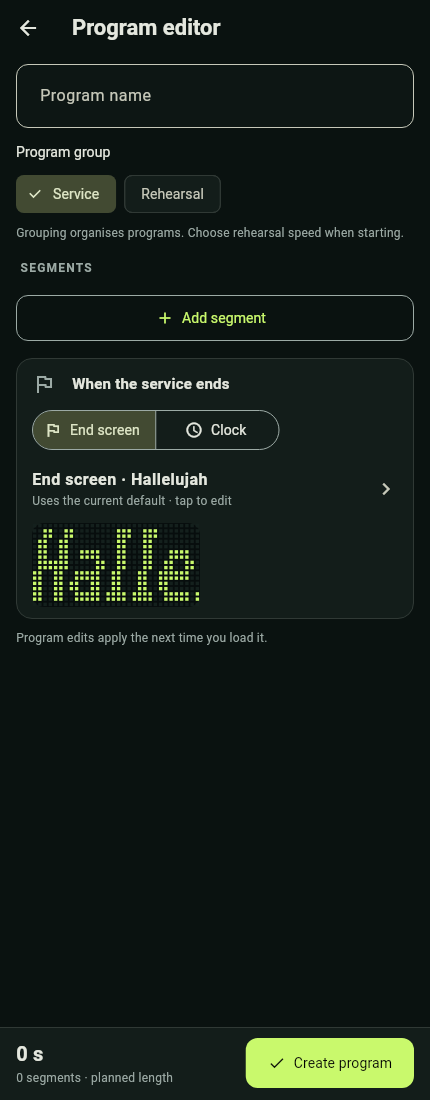 Program editor
Program name
Program group
Service
Rehearsal
Grouping organises programs. Choose rehearsal speed when starting.
SEGMENTS
Add segment
When the service ends
End screen
Clock
End screen · Hallelujah
Uses the current default · tap to edit
Halle.
Program edits apply the next time you load it.
0 s
0 segments · planned length
Create program